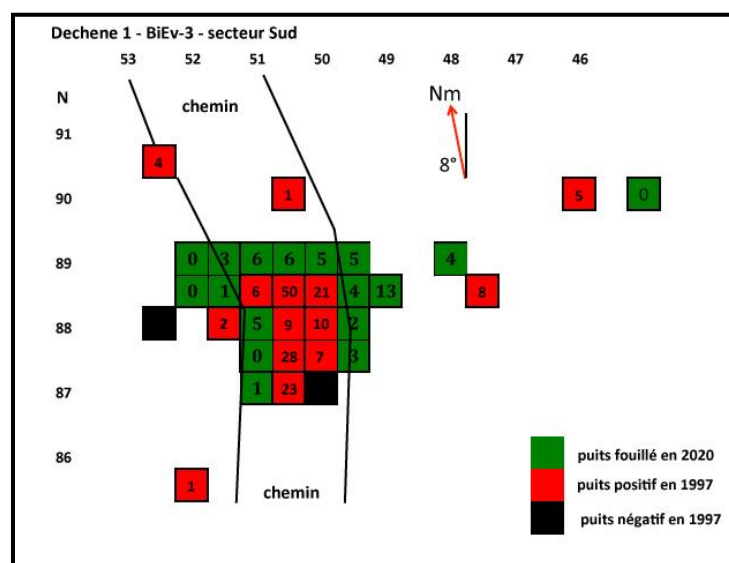 Dechene 1 - BiEv-3 - secteur Sud
53 52 51 50 49 48 47 46
N
chemin
Nm
91
4
8°
90
1
5
0
89
0 3 6 6 5 5
4
0 1 6 50 21 4 13
8
88
2 5 9 10 2
0 28 7 3
87
1 23
86
puits fouillé en 2020
1
chemin
puits positif en 1997
puits négatif en 1997